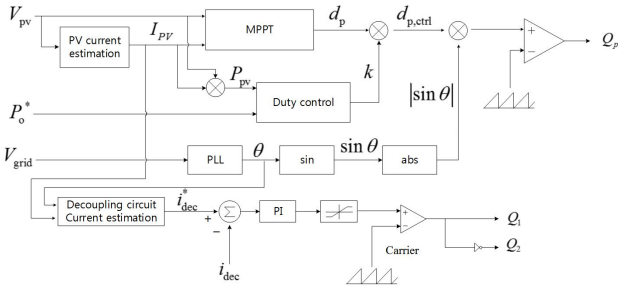 V_pv
PV current
estimation
I_PV
MPPT
d_p
d_p,ctrl
Q_p
P_pv
k
Duty control
|sin θ|
P_o*
V_grid
PLL
θ
sin
sin θ
abs
Decoupling circuit
Current estimation
i*_dec
Σ
PI
Q_1
Q_2
Carrier
i_dec
+
−
+
−
+
−